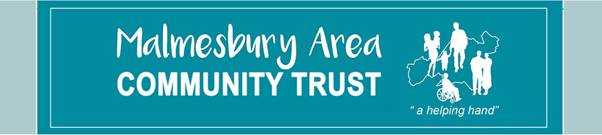 Malmesbury Area
COMMUNITY TRUST
“ a helping hand”